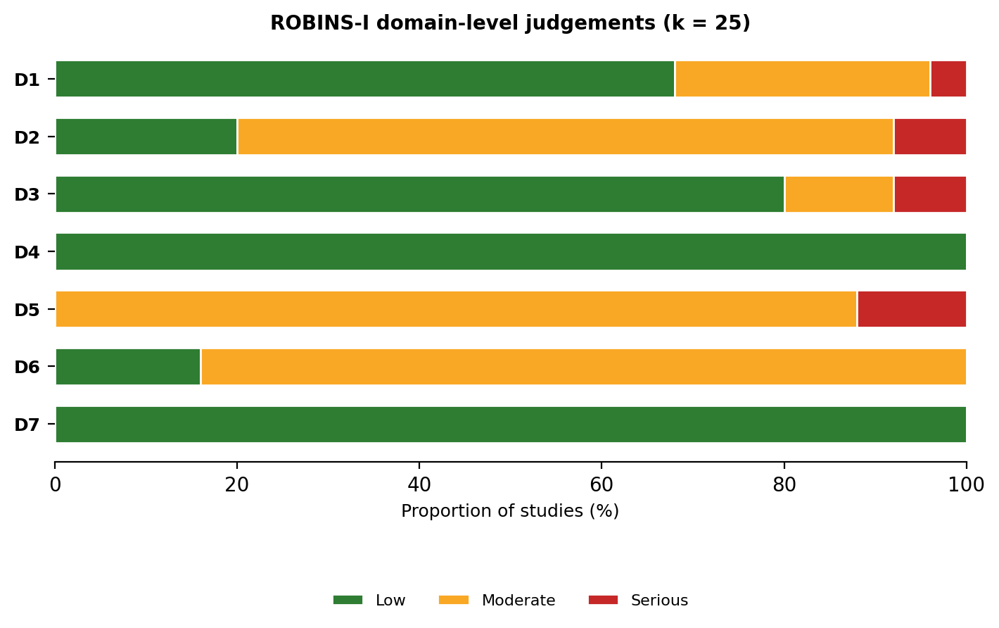 ROBINS-I domain-level judgements (k = 25)
D1
D2
D3
D4
D5
D6
D7
0 20 40 60 80 100
Proportion of studies (%)
Low Moderate Serious